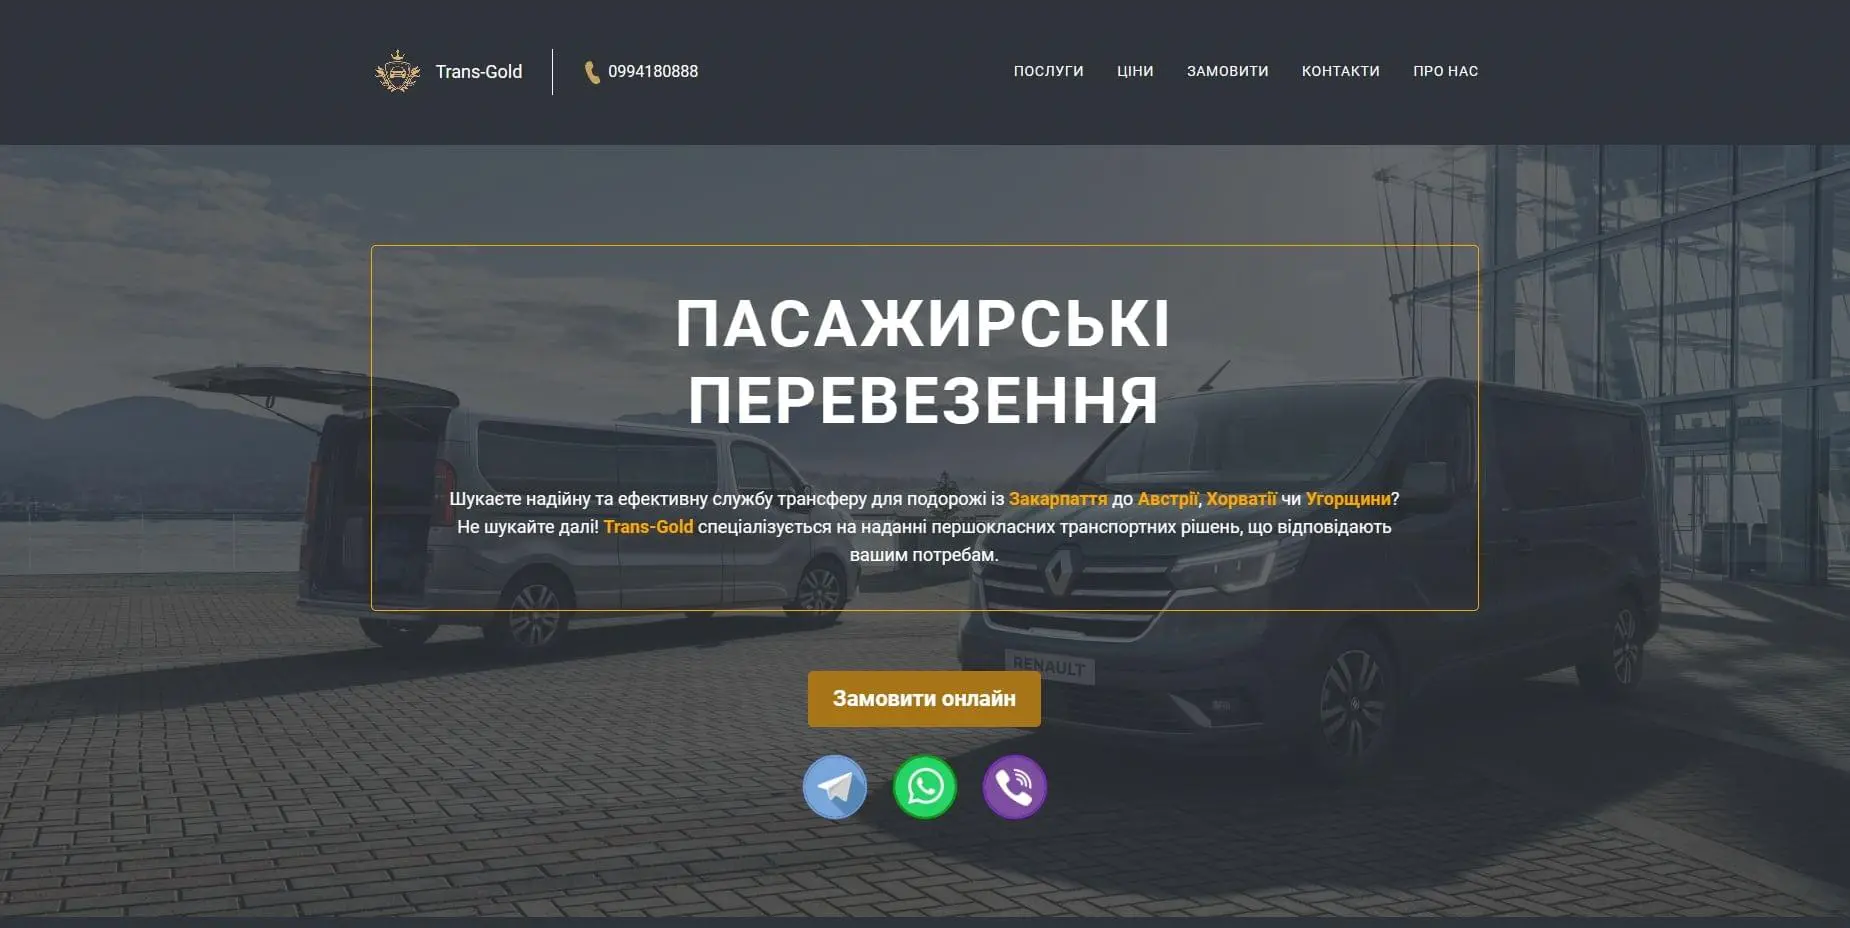 Trans-Gold
0994180888
ПОСЛУГИ
ЦІНИ
ЗАМОВИТИ
КОНТАКТИ
ПРО НАС
ПАСАЖИРСЬКІ
ПЕРЕВЕЗЕННЯ
Шукаєте надійну та ефективну службу трансферу для подорожі із Закарпаття до Австрії, Хорватії чи Угорщини?
Не шукайте далі! Trans-Gold спеціалізується на наданні першокласних транспортних рішень, що відповідають
вашим потребам.
RENAULT
Замовити онлайн